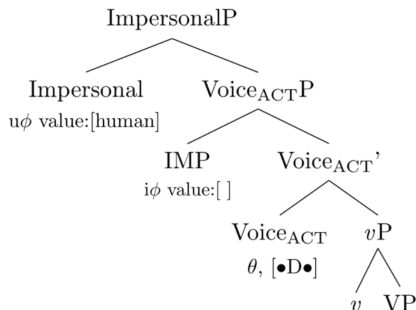 ImpersonalP
Impersonal VoiceACTP
uϕ value:[human]
IMP VoiceACT’
iϕ value:[ ]
VoiceACT vP
θ, [•D•]
v VP